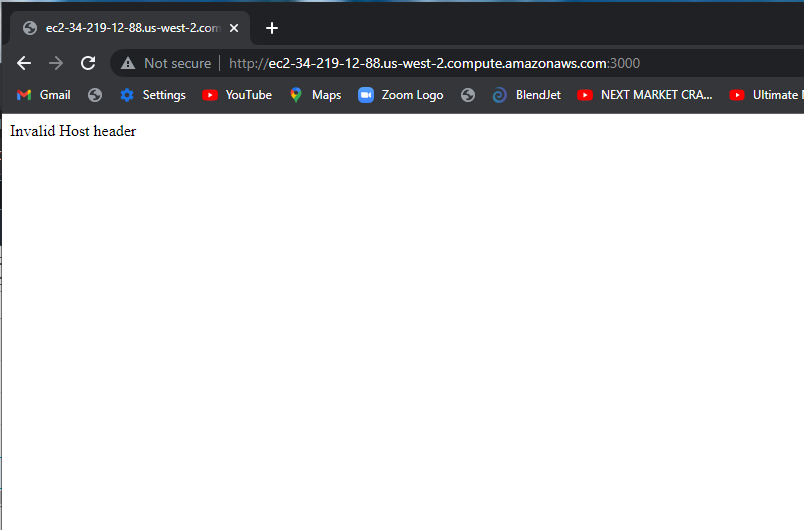 ec2-34-219-12-88.us-west-2.com
Not secure http://ec2-34-219-12-88.us-west-2.compute.amazonaws.com:3000
Gmail Settings YouTube Maps Zoom Logo BlendJet NEXT MARKET CRA... Ultimate
Invalid Host header